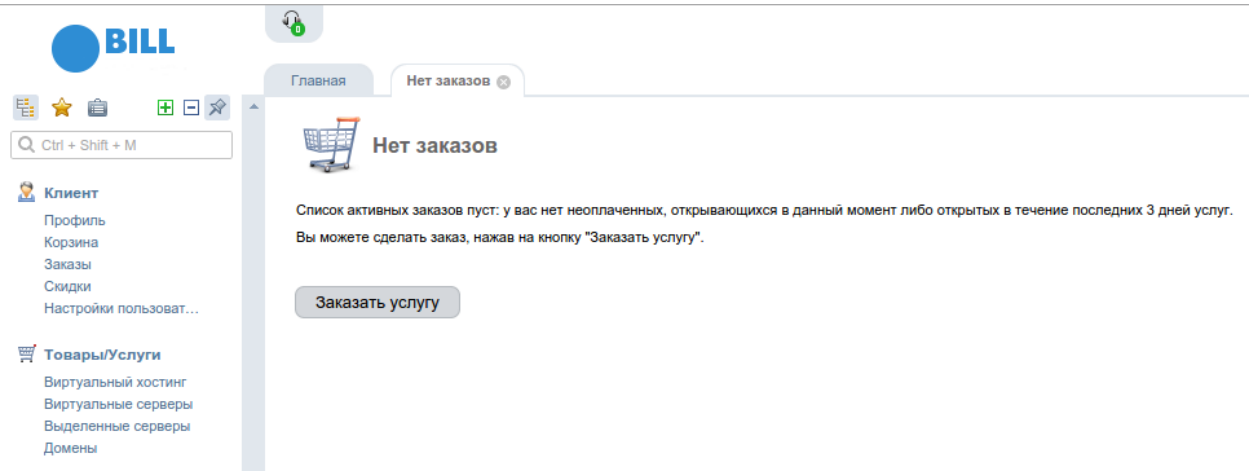 BILL
Ctrl + Shift + M
Клиент
Профиль
Корзина
Заказы
Скидки
Настройки пользоват...
Товары/Услуги
Виртуальный хостинг
Виртуальные серверы
Выделенные серверы
Домены
0
Главная
Нет заказов
Нет заказов
Список активных заказов пуст: у вас нет неоплаченных, открывающихся в данный момент либо открытых в течение последних 3 дней услуг.
Вы можете сделать заказ, нажав на кнопку "Заказать услугу".
Заказать услугу